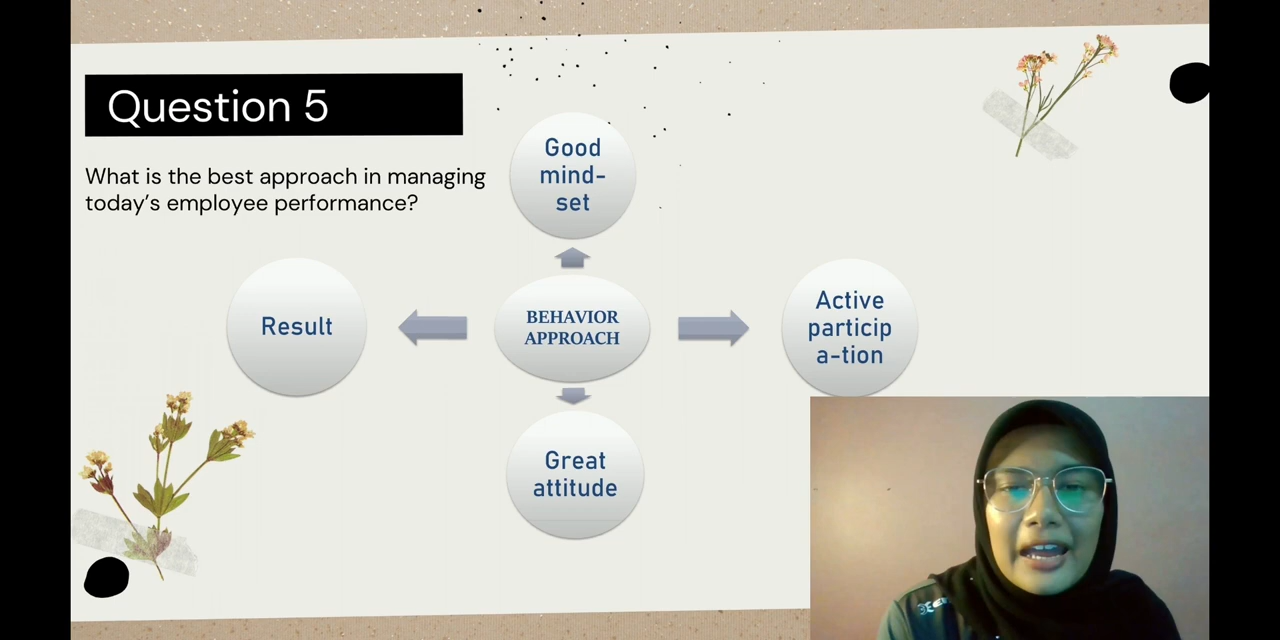 Question 5
What is the best approach in managing
today's employee performance?
Good
mind-
set
Result
BEHAVIOR
APPROACH
Active
particip
a-tion
Great
attitude